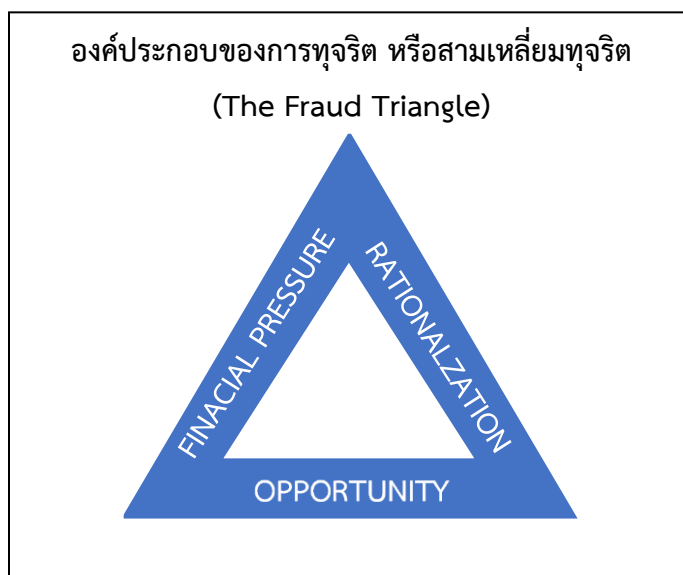 องค์ประกอบของการทุจริต หรือสามเหลี่ยมทุจริต
(The Fraud Triangle)
FINACIAL PRESSURE
RATIONALZATION
OPPORTUNITY